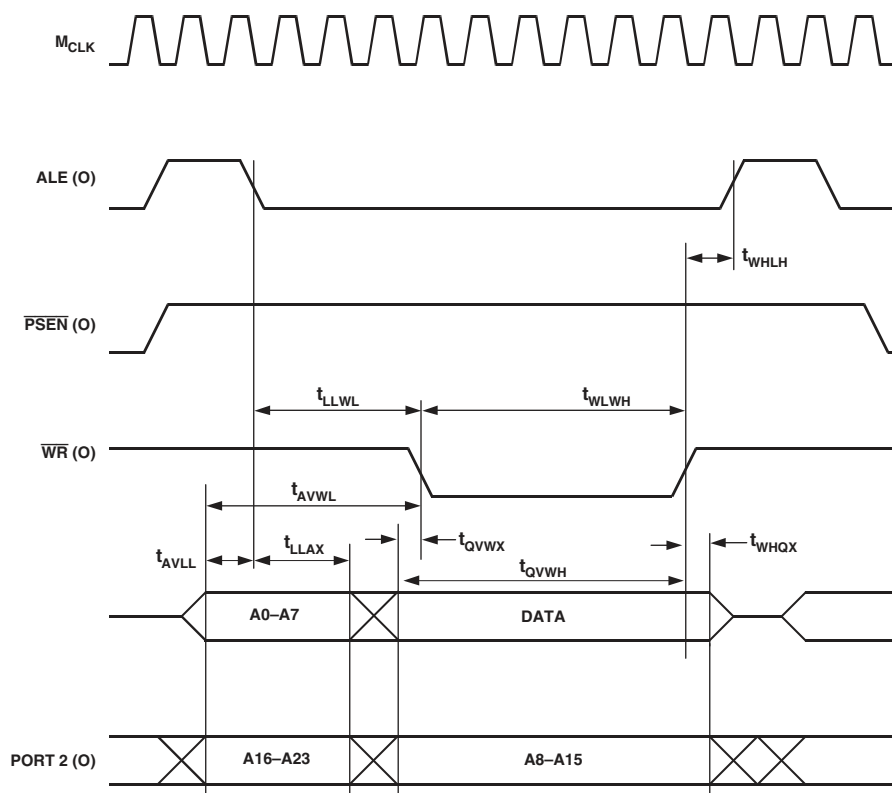 MCLK
ALE (O)
tWHLH
PSEN (O)
tLLWL
tWLWH
WR (O)
tAVWL
tAVLL
tLLAX
tQVWX
tWHQX
tQVWH
A0–A7
DATA
PORT 2 (O)
A16–A23
A8–A15